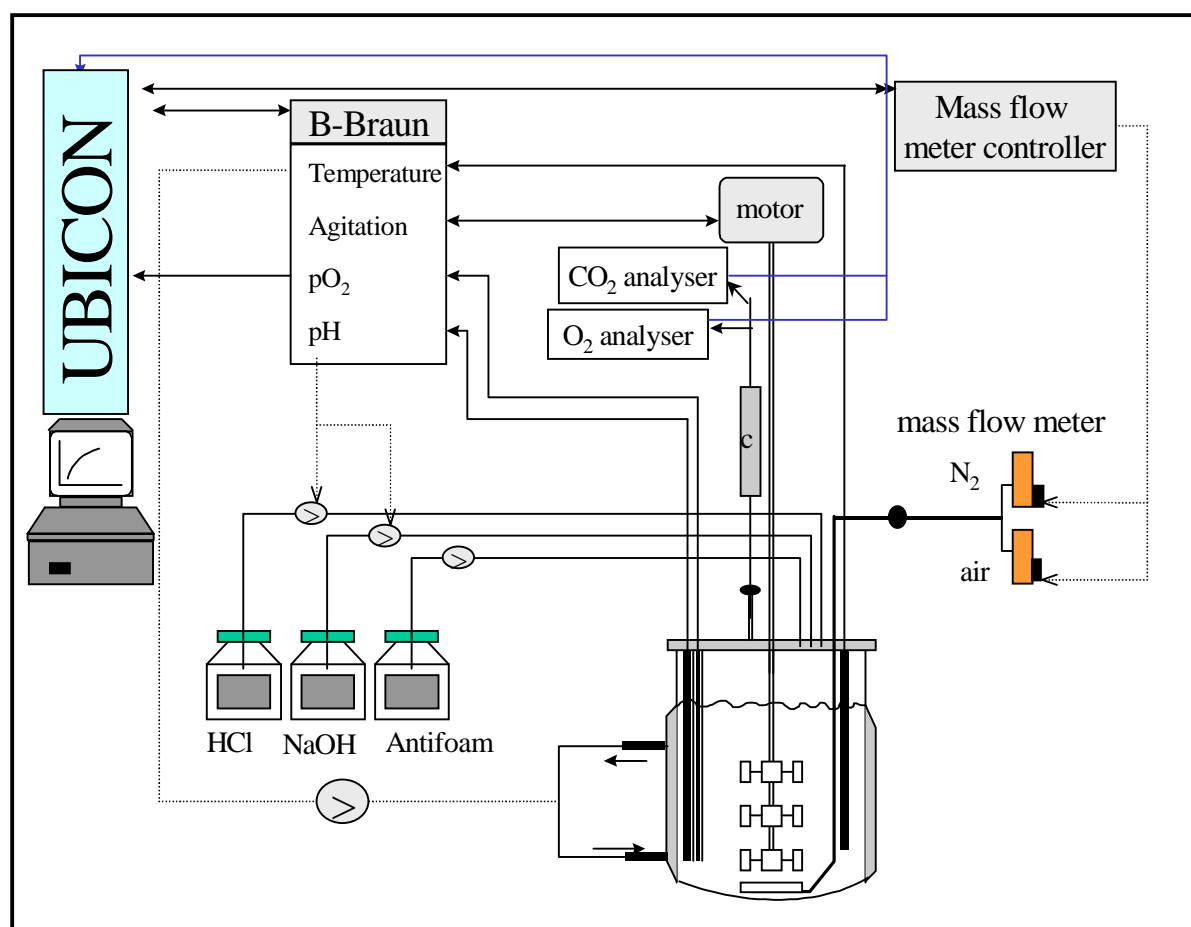 UBICON
B-Braun
Temperature
Agitation
pO₂
pH
Mass flow
meter controller
motor
CO₂ analyser
O₂ analyser
c
mass flow meter
N₂
air
>
>
>
HCl
NaOH
Antifoam
>